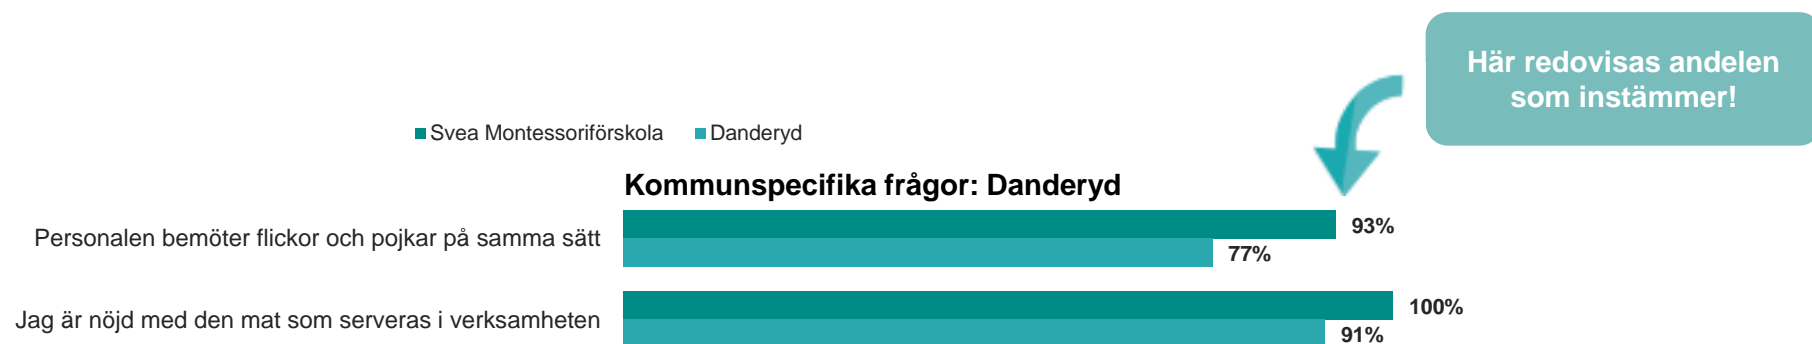 Här redovisas andelen
som instämmer!
Svea Montessoriförskola Danderyd
Kommunspecifika frågor: Danderyd
Personalen bemöter flickor och pojkar på samma sätt
93%
77%
Jag är nöjd med den mat som serveras i verksamheten
100%
91%